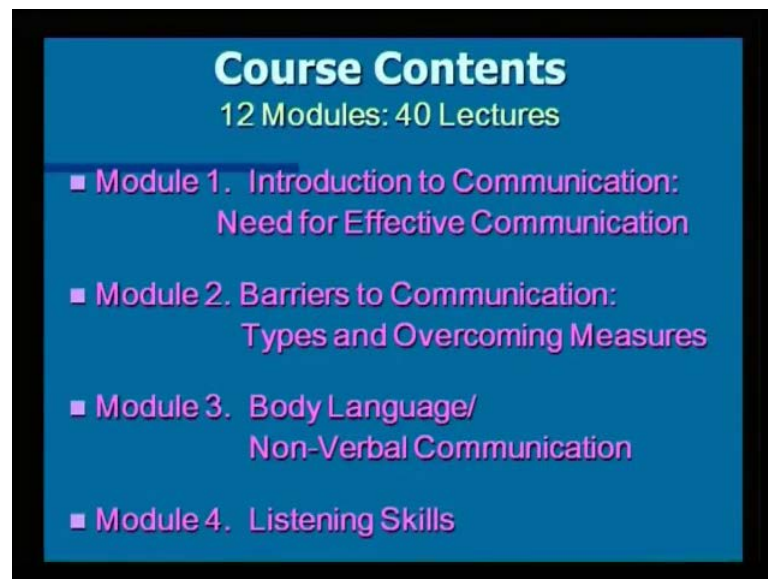 Course Contents
12 Modules: 40 Lectures
■ Module 1. Introduction to Communication:
Need for Effective Communication
■ Module 2. Barriers to Communication:
Types and Overcoming Measures
■ Module 3. Body Language/
Non-Verbal Communication
■ Module 4. Listening Skills